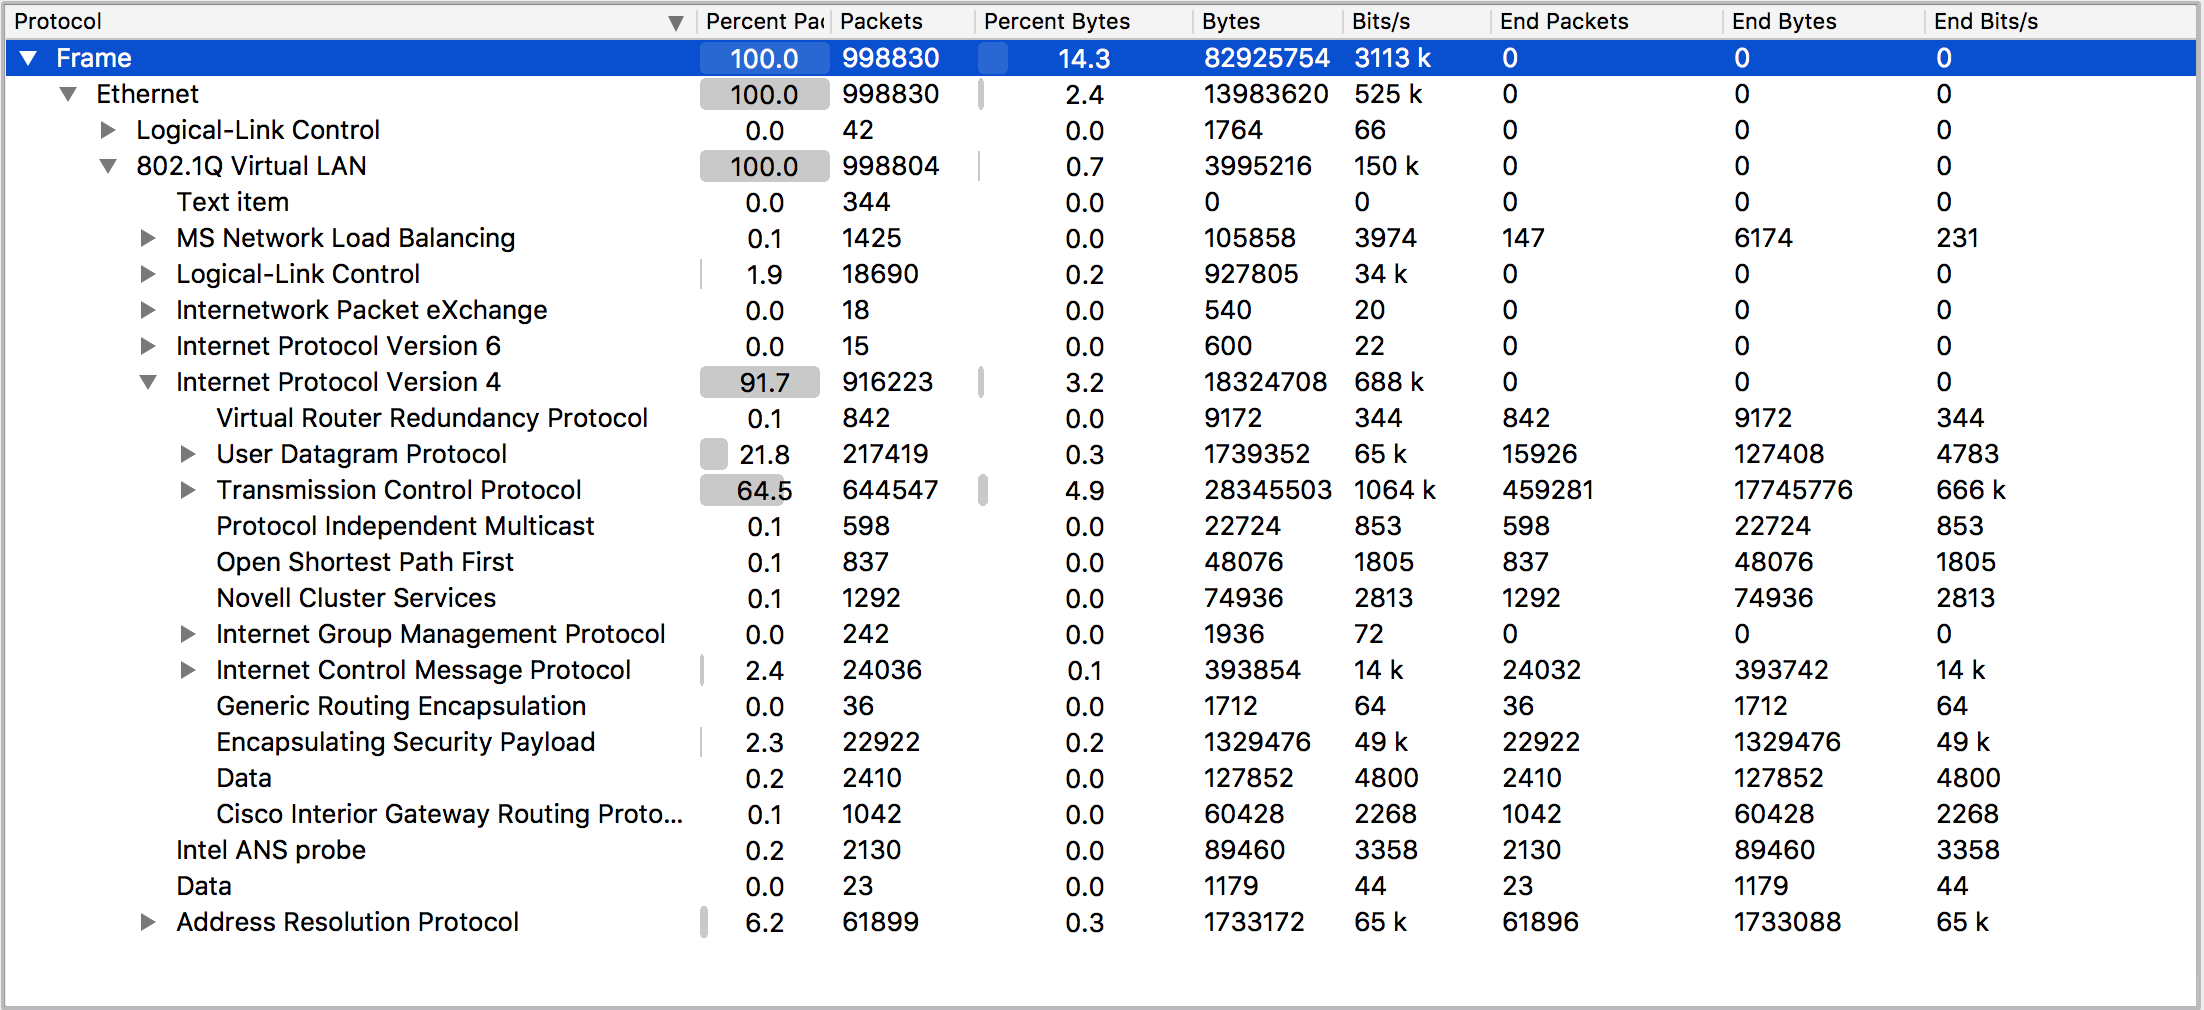 Protocol Percent Pac Packets Percent Bytes Bytes Bits/s End Packets End Bytes End Bits/s
Frame 100.0 998830 14.3 82925754 3113 k 0 0 0
Ethernet 100.0 998830 2.4 13983620 525 k 0 0 0
Logical-Link Control 0.0 42 0.0 1764 66 0 0 0
802.1Q Virtual LAN 100.0 998804 0.7 3995216 150 k 0 0 0
Text item 0.0 344 0.0 0 0 0 0 0
MS Network Load Balancing 0.1 1425 0.0 105858 3974 147 6174 231
Logical-Link Control 1.9 18690 0.2 927805 34 k 0 0 0
Internetwork Packet eXchange 0.0 18 0.0 540 20 0 0 0
Internet Protocol Version 6 0.0 15 0.0 600 22 0 0 0
Internet Protocol Version 4 91.7 916223 3.2 18324708 688 k 0 0 0
Virtual Router Redundancy Protocol 0.1 842 0.0 9172 344 842 9172 344
User Datagram Protocol 21.8 217419 0.3 1739352 65 k 15926 127408 4783
Transmission Control Protocol 64.5 644547 4.9 28345503 1064 k 459281 17745776 666 k
Protocol Independent Multicast 0.1 598 0.0 22724 853 598 22724 853
Open Shortest Path First 0.1 837 0.0 48076 1805 837 48076 1805
Novell Cluster Services 0.1 1292 0.0 74936 2813 1292 74936 2813
Internet Group Management Protocol 0.0 242 0.0 1936 72 0 0 0
Internet Control Message Protocol 2.4 24036 0.1 393854 14 k 24032 393742 14 k
Generic Routing Encapsulation 0.0 36 0.0 1712 64 36 1712 64
Encapsulating Security Payload 2.3 22922 0.2 1329476 49 k 22922 1329476 49 k
Data 0.2 2410 0.0 127852 4800 2410 127852 4800
Cisco Interior Gateway Routing Proto... 0.1 1042 0.0 60428 2268 1042 60428 2268
Intel ANS probe 0.2 2130 0.0 89460 3358 2130 89460 3358
Data 0.0 23 0.0 1179 44 23 1179 44
Address Resolution Protocol 6.2 61899 0.3 1733172 65 k 61896 1733088 65 k